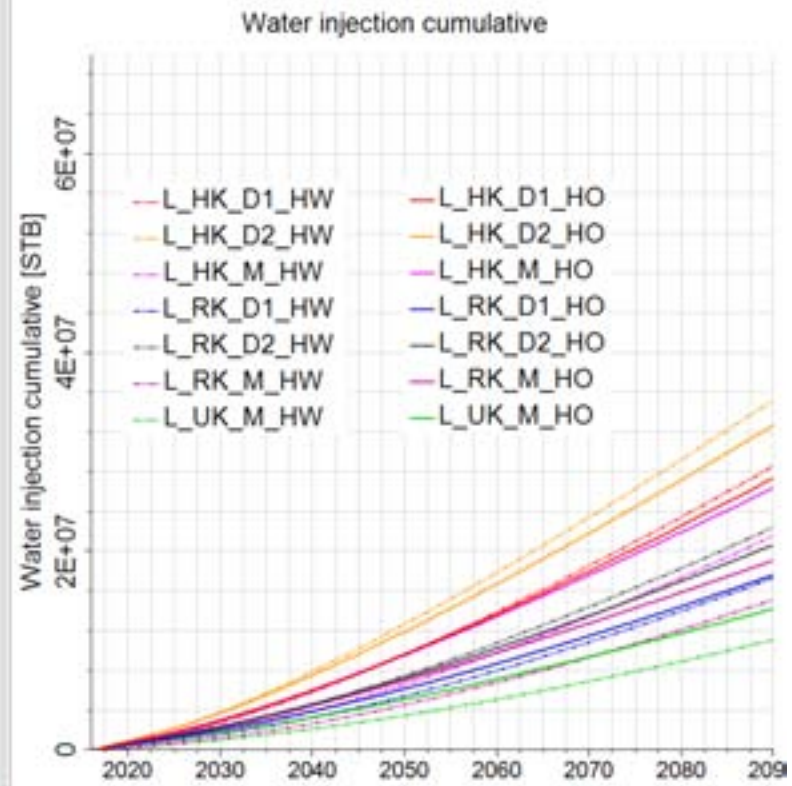 Water injection cumulative
Water injection cumulative [STB]
6E+07
4E+07
2E+07
0
L_HK_D1_HW
L_HK_D2_HW
L_HK_M_HW
L_RK_D1_HW
L_RK_D2_HW
L_RK_M_HW
L_UK_M_HW
L_HK_D1_HO
L_HK_D2_HO
L_HK_M_HO
L_RK_D1_HO
L_RK_D2_HO
L_RK_M_HO
L_UK_M_HO
2020 2030 2040 2050 2060 2070 2080 209